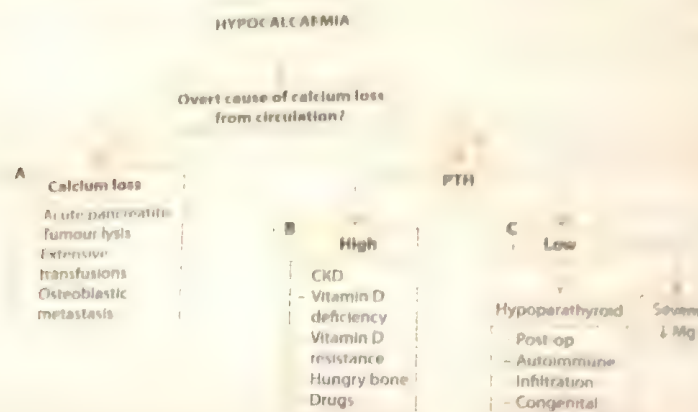 HYPOCALCAEMIA
Overt cause of calcium loss
from circulation?
A
Calcium loss
Acute pancreatitis
Tumour lysis
Extensive
transfusions
Osteoblastic
metastasis
PTH
B
High
CKD
- Vitamin D
deficiency
Vitamin D
resistance
Hungry bone
Drugs
C
Low
Hypoparathyroid
Post-op
- Autoimmune
Infiltration
- Congenital
Severe
↓ Mg